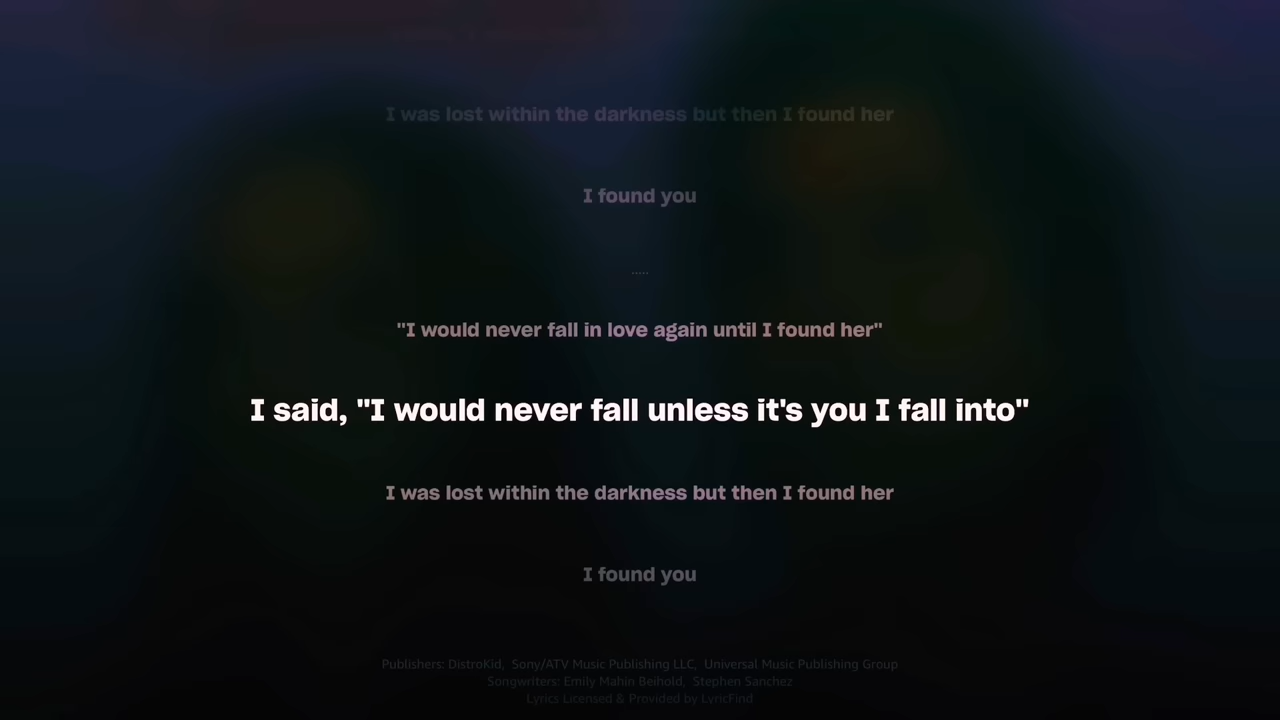 I was lost within the darkness but then I found her
I found you
.....
"I would never fall in love again until I found her"
I said, "I would never fall unless it's you I fall into"
I was lost within the darkness but then I found her
I found you
Publishers: DistroKid, Sony/ATV Music Publishing LLC, Universal Music Publishing Group
Songwriters: Emily Mahin Beihold, Stephen Sanchez
Lyrics Licensed & Provided by LyricFind